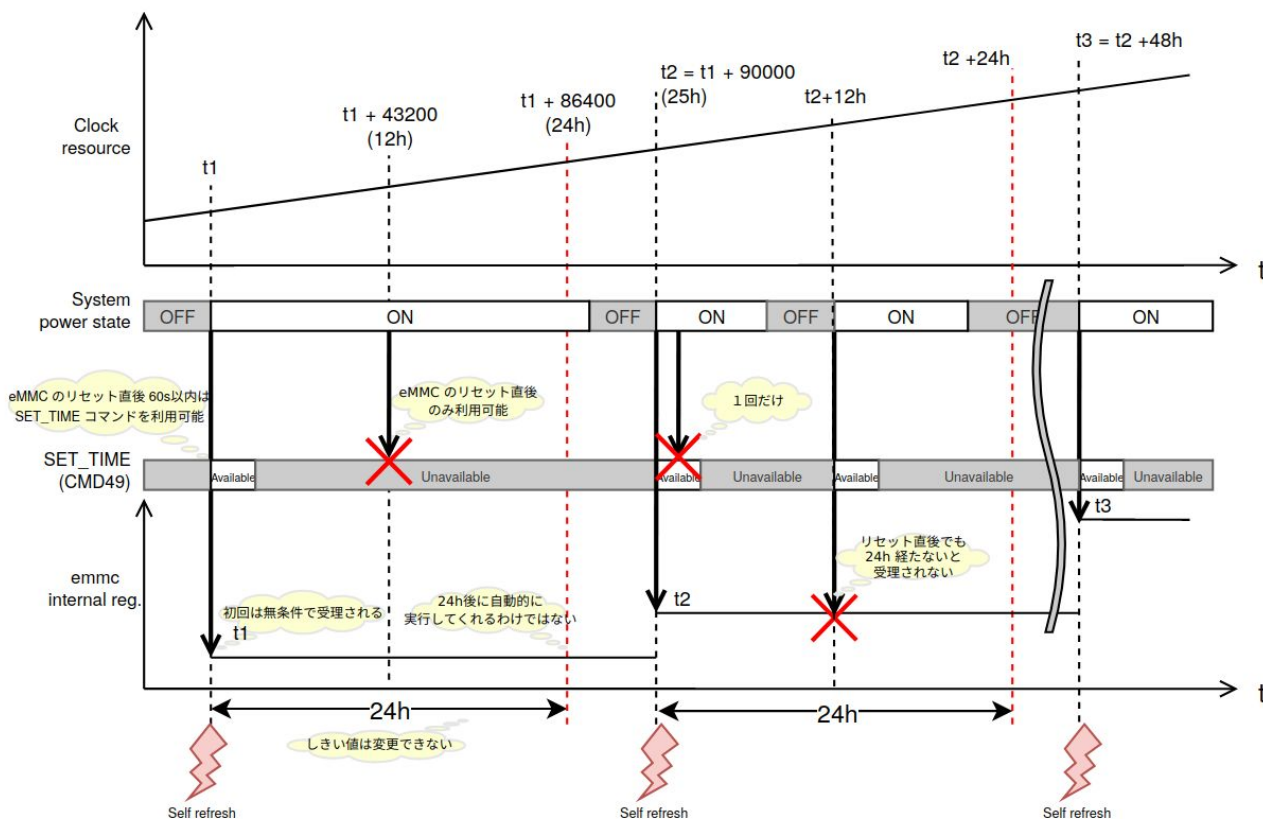 t3 = t2 +48h
t2 +24h
t2 = t1 + 90000
(25h)
t2+12h
t1 + 86400
(24h)
t1 + 43200
(12h)
t1
Clock
resource
t
System
power state
OFF
ON
OFF
ON
OFF
ON
OFF
ON
eMMC のリセット直後 60s以内は
SET_TIME コマンドを利用可能
eMMC のリセット直後
のみ利用可能
１回だけ
SET_TIME
(CMD49)
Available
Unavailable
Available
Unavailable
Available
Unavailable
Available
Unavailable
t3
リセット直後でも
24h 経たないと
受理されない
emmc
internal reg.
初回は無条件で受理される
24h後に自動的に
実行してくれるわけではない
t2
t1
t
24h
24h
しきい値は変更できない
Self refresh
Self refresh
Self refresh